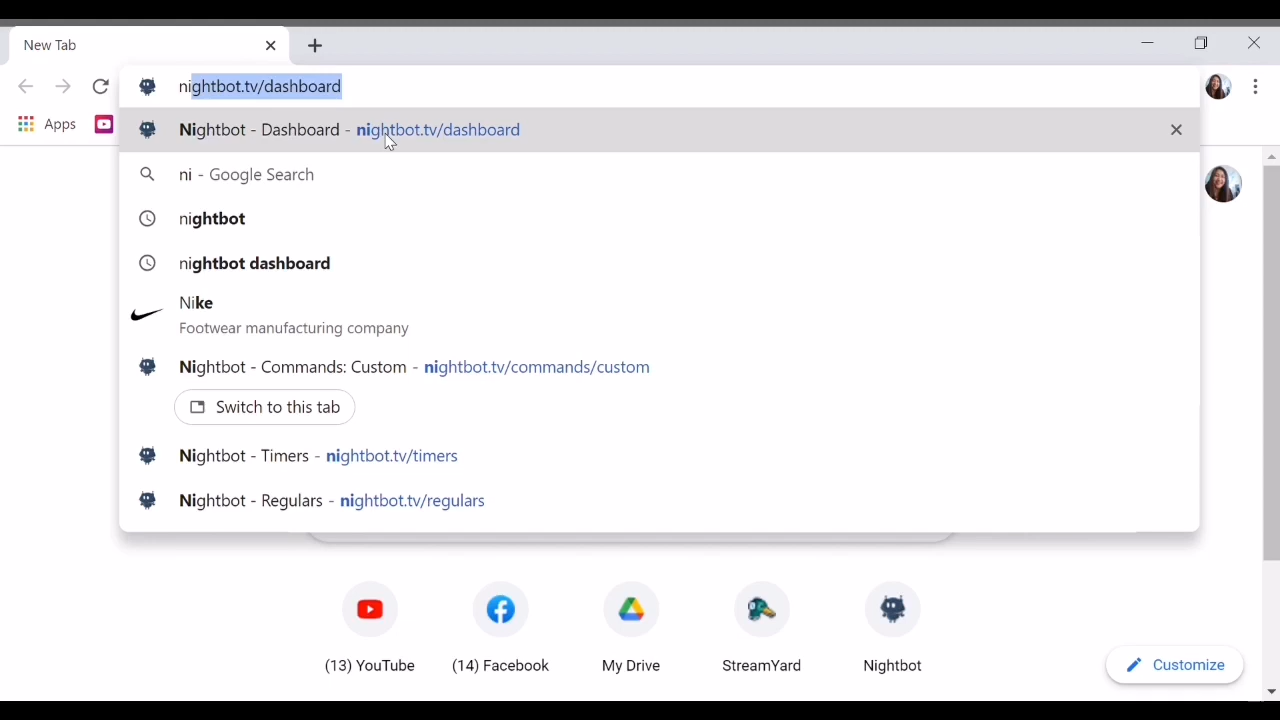 New Tab
nightbot.tv/dashboard
Apps
Nightbot - Dashboard - nightbot.tv/dashboard
ni - Google Search
nightbot
nightbot dashboard
Nike
Footwear manufacturing company
Nightbot - Commands: Custom - nightbot.tv/commands/custom
Switch to this tab
Nightbot - Timers - nightbot.tv/timers
Nightbot - Regulars - nightbot.tv/regulars
(13) YouTube
(14) Facebook
My Drive
StreamYard
Nightbot
Customize